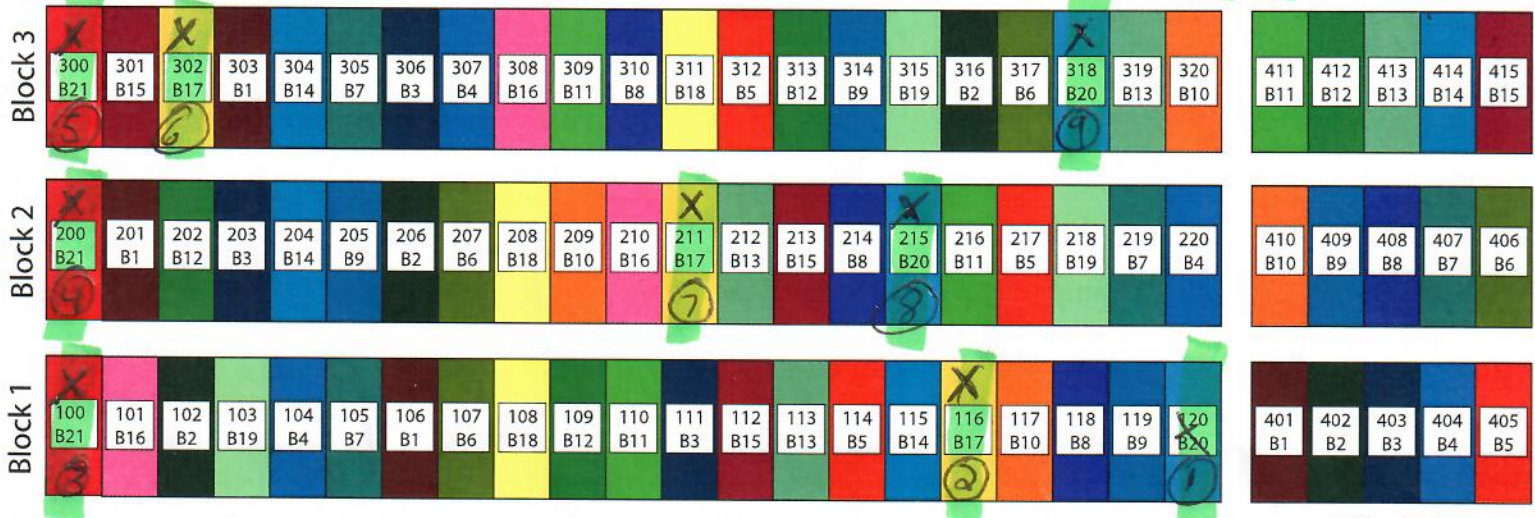 Block 3
X X X
300 301 302 303 304 305 306 307 308 309 310 311 312 313 314 315 316 317 318 319 320 411 412 413 414 415
B21 B15 B17 B1 B14 B7 B3 B4 B16 B11 B8 B18 B5 B12 B9 B19 B2 B6 B20 B13 B10 B11 B12 B13 B14 B15
5 6 9
Block 2
X X X
200 201 202 203 204 205 206 207 208 209 210 211 212 213 214 215 216 217 218 219 220 410 409 408 407 406
B21 B1 B12 B3 B14 B9 B2 B6 B18 B10 B16 B17 B13 B15 B8 B20 B11 B5 B19 B7 B4 B10 B9 B8 B7 B6
4 7 8
Block 1
X X X
100 101 102 103 104 105 106 107 108 109 110 111 112 113 114 115 116 117 118 119 120 401 402 403 404 405
B21 B16 B2 B19 B4 B7 B1 B6 B18 B12 B11 B3 B15 B13 B5 B14 B17 B10 B8 B9 B20 B1 B2 B3 B4 B5
3 2 1